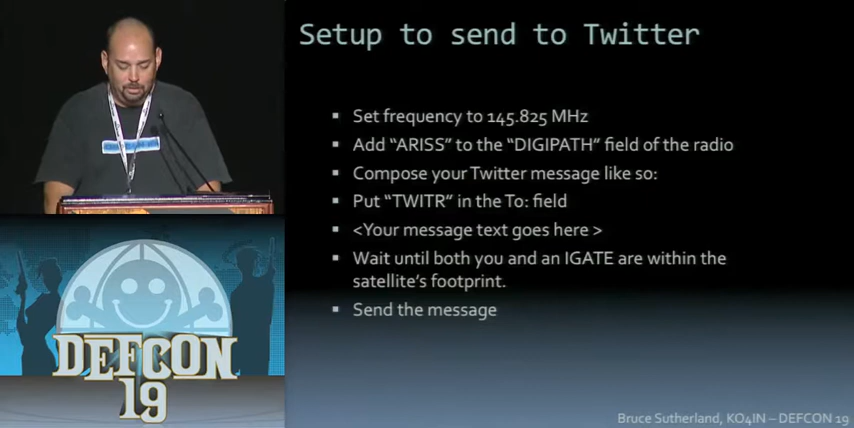 Setup to send to Twitter
Set frequency to 145.825 MHz
Add “ARISS” to the “DIGIPATH” field of the radio
Compose your Twitter message like so:
Put “TWITR” in the To: field
<Your message text goes here >
Wait until both you and an IGATE are within the
satellite’s footprint.
Send the message
Bruce Sutherland, KO4IN – DEFCON 19
DEFCON
19